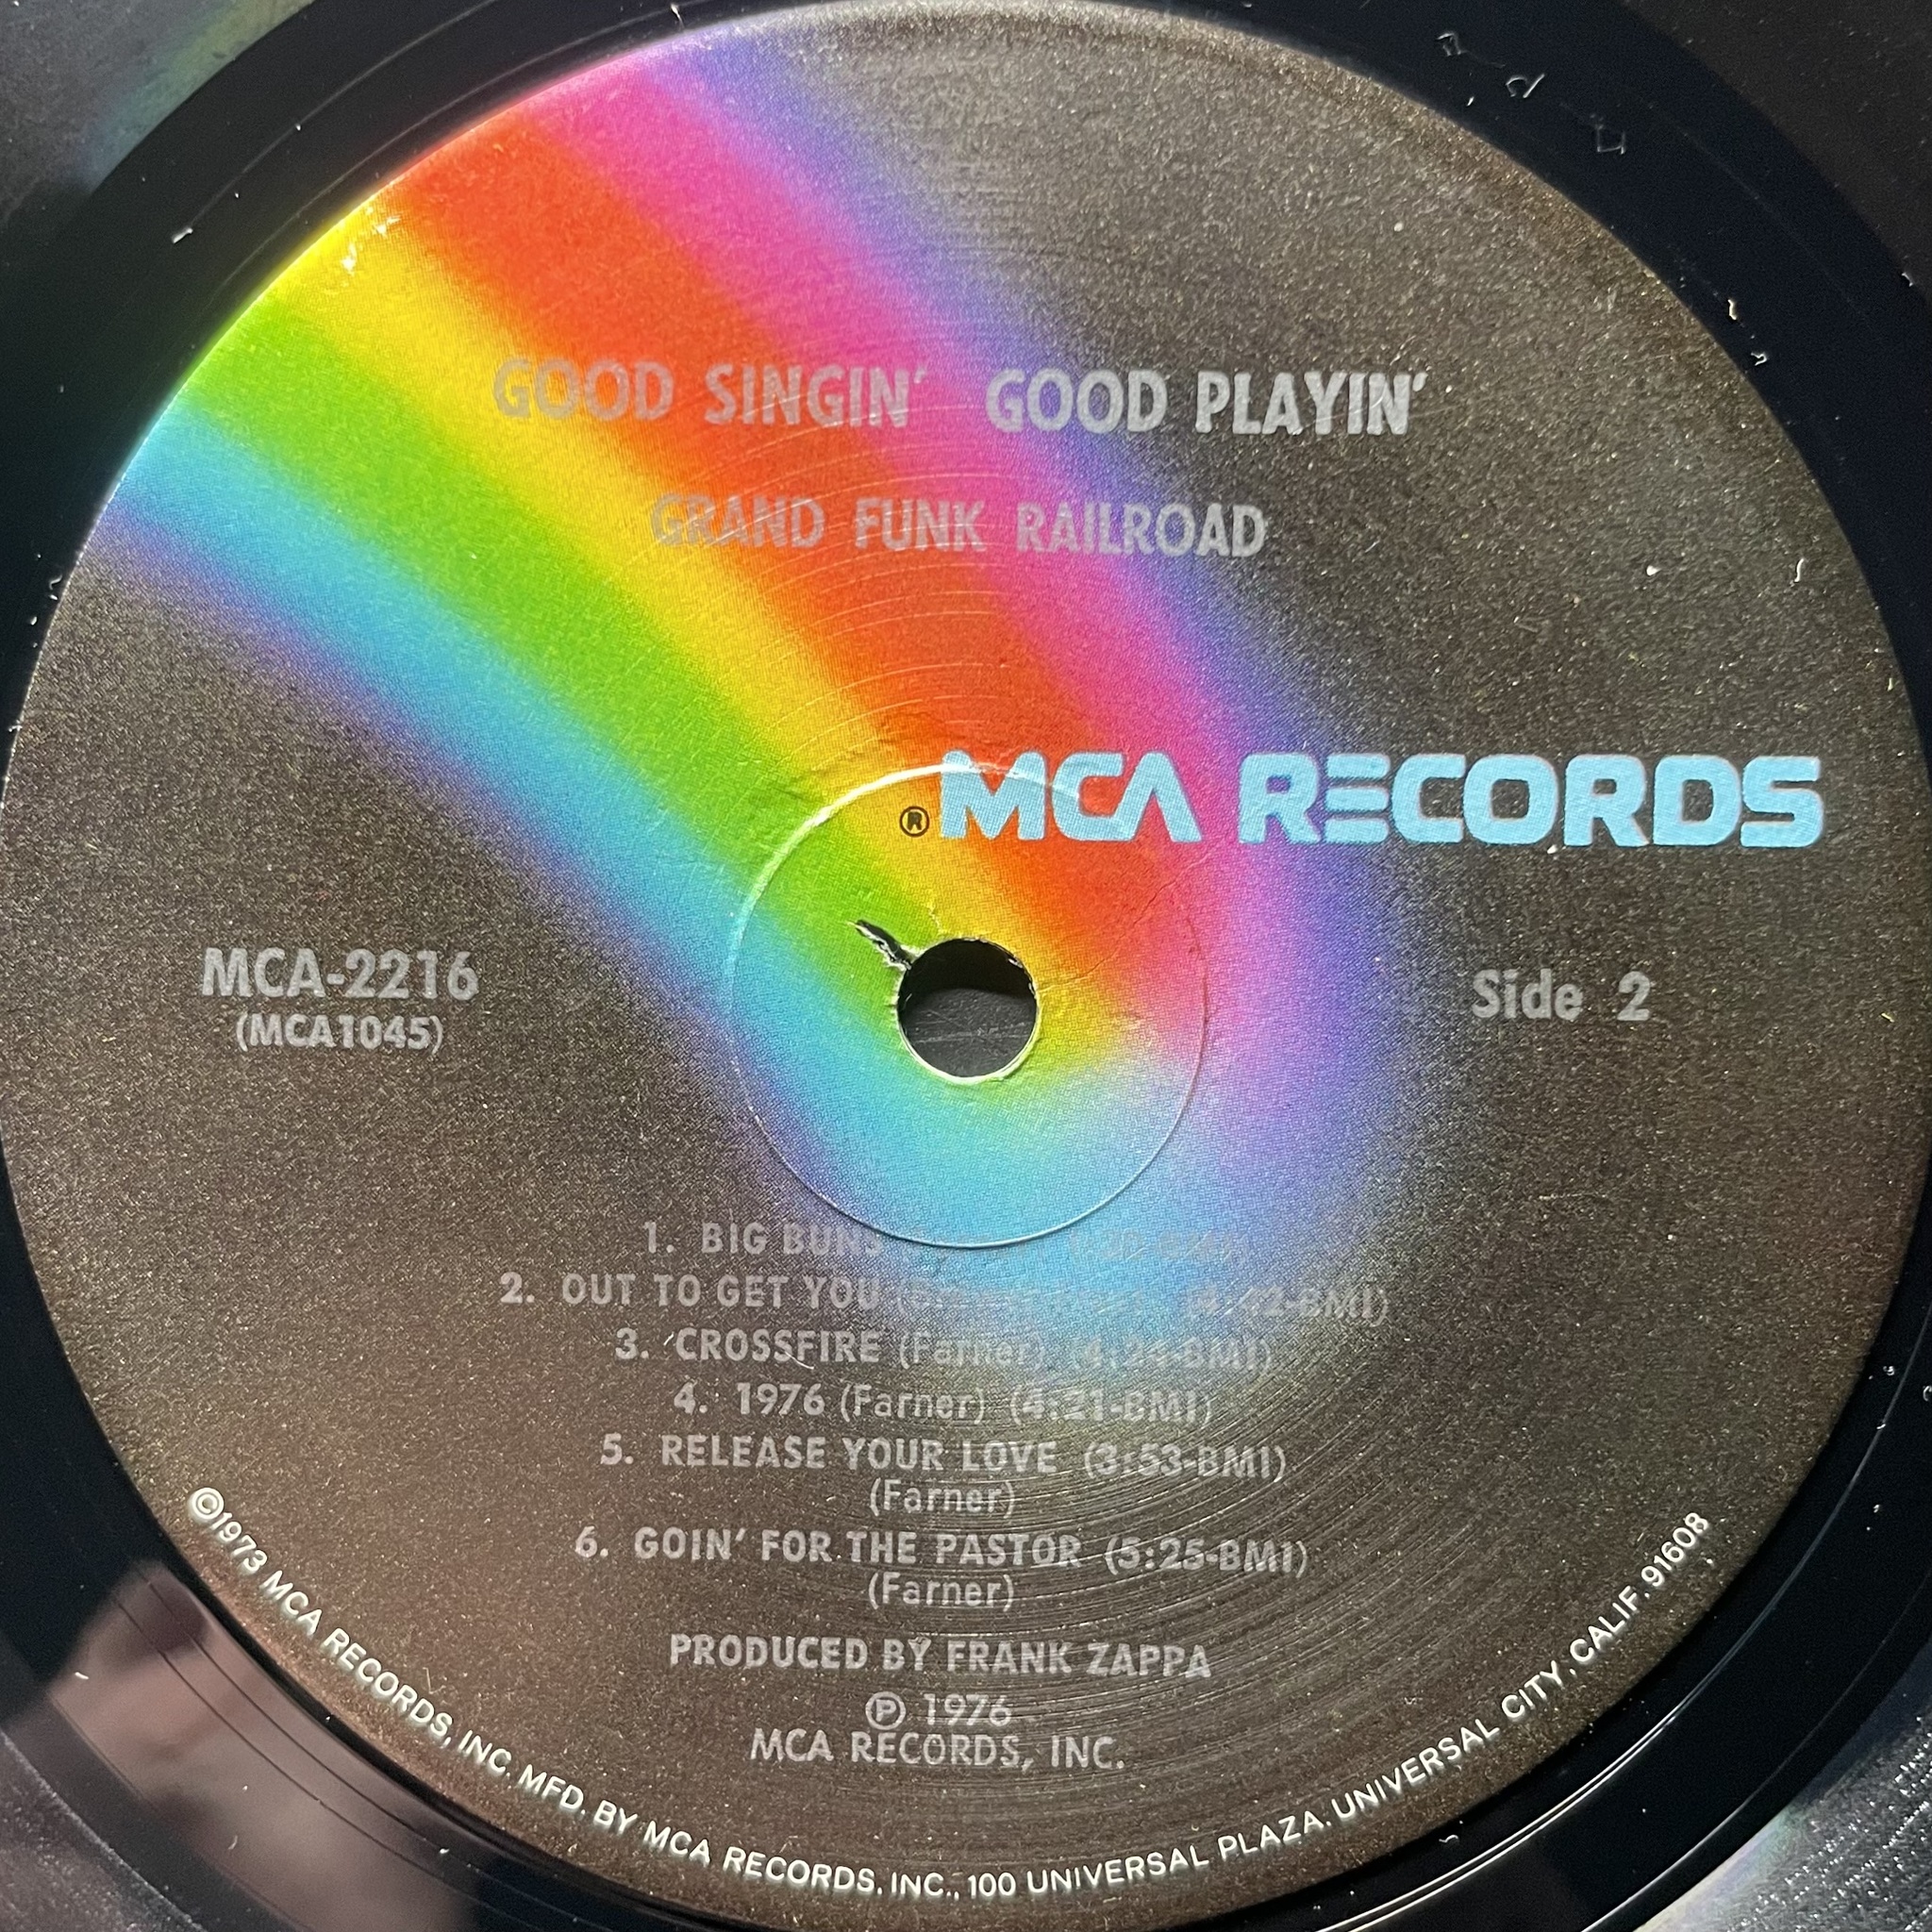 GOOD SINGIN' GOOD PLAYIN'
GRAND FUNK RAILROAD
® MCA RECORDS
MCA-2216
(MCA1045)
Side 2
1. BIG BUNS
2. OUT TO GET YOU
3. CROSSFIRE (Farner)
4. 1976 (Farner) (4:21-BMI)
5. RELEASE YOUR LOVE (3:53-BMI)
(Farner)
6. GOIN' FOR THE PASTOR (5:25-BMI)
(Farner)
PRODUCED BY FRANK ZAPPA
℗ 1976
MCA RECORDS, INC.
©1973 MCA RECORDS, INC. MFD. BY MCA RECORDS, INC., 100 UNIVERSAL PLAZA, UNIVERSAL CITY, CALIF. 91608